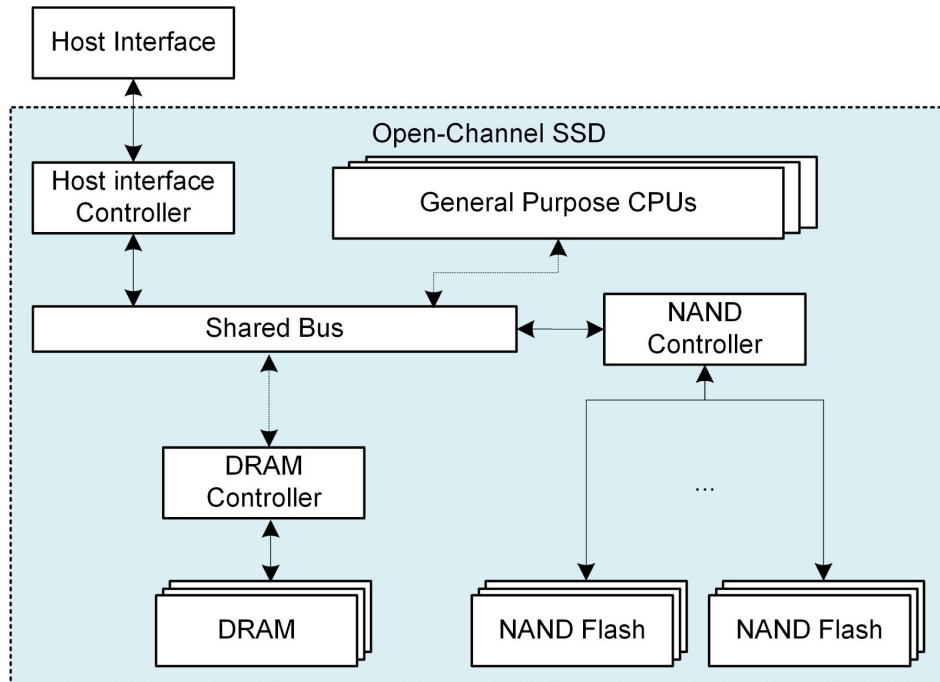 Host Interface
Open-Channel SSD
Host interface
Controller
General Purpose CPUs
Shared Bus
NAND
Controller
DRAM
Controller
...
DRAM
NAND Flash
NAND Flash